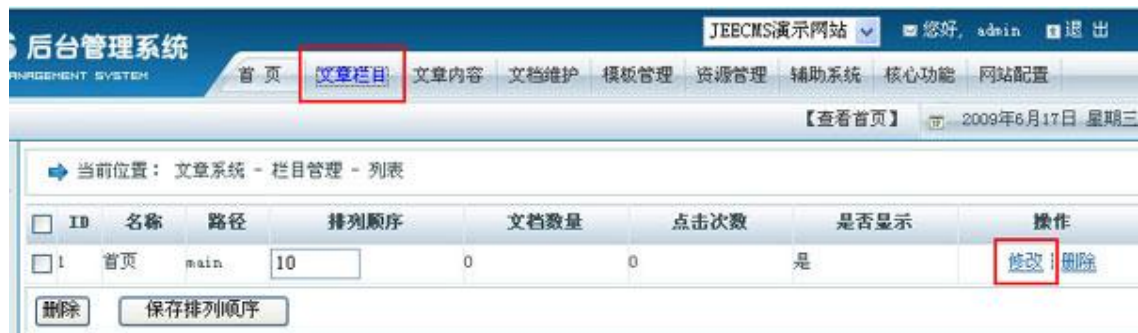 JEECMS演示网站 您好, admin 退 出
后台管理系统
首 页 文章栏目 文章内容 文档维护 模板管理 资源管理 辅助系统 核心功能 网站配置
【查看首页】 2009年6月17日 星期三
当前位置: 文章系统 - 栏目管理 - 列表
ID 名称 路径 排列顺序 文档数量 点击次数 是否显示 操作
1 首页 main 10 0 0 是 修改 | 删除
删除 保存排列顺序